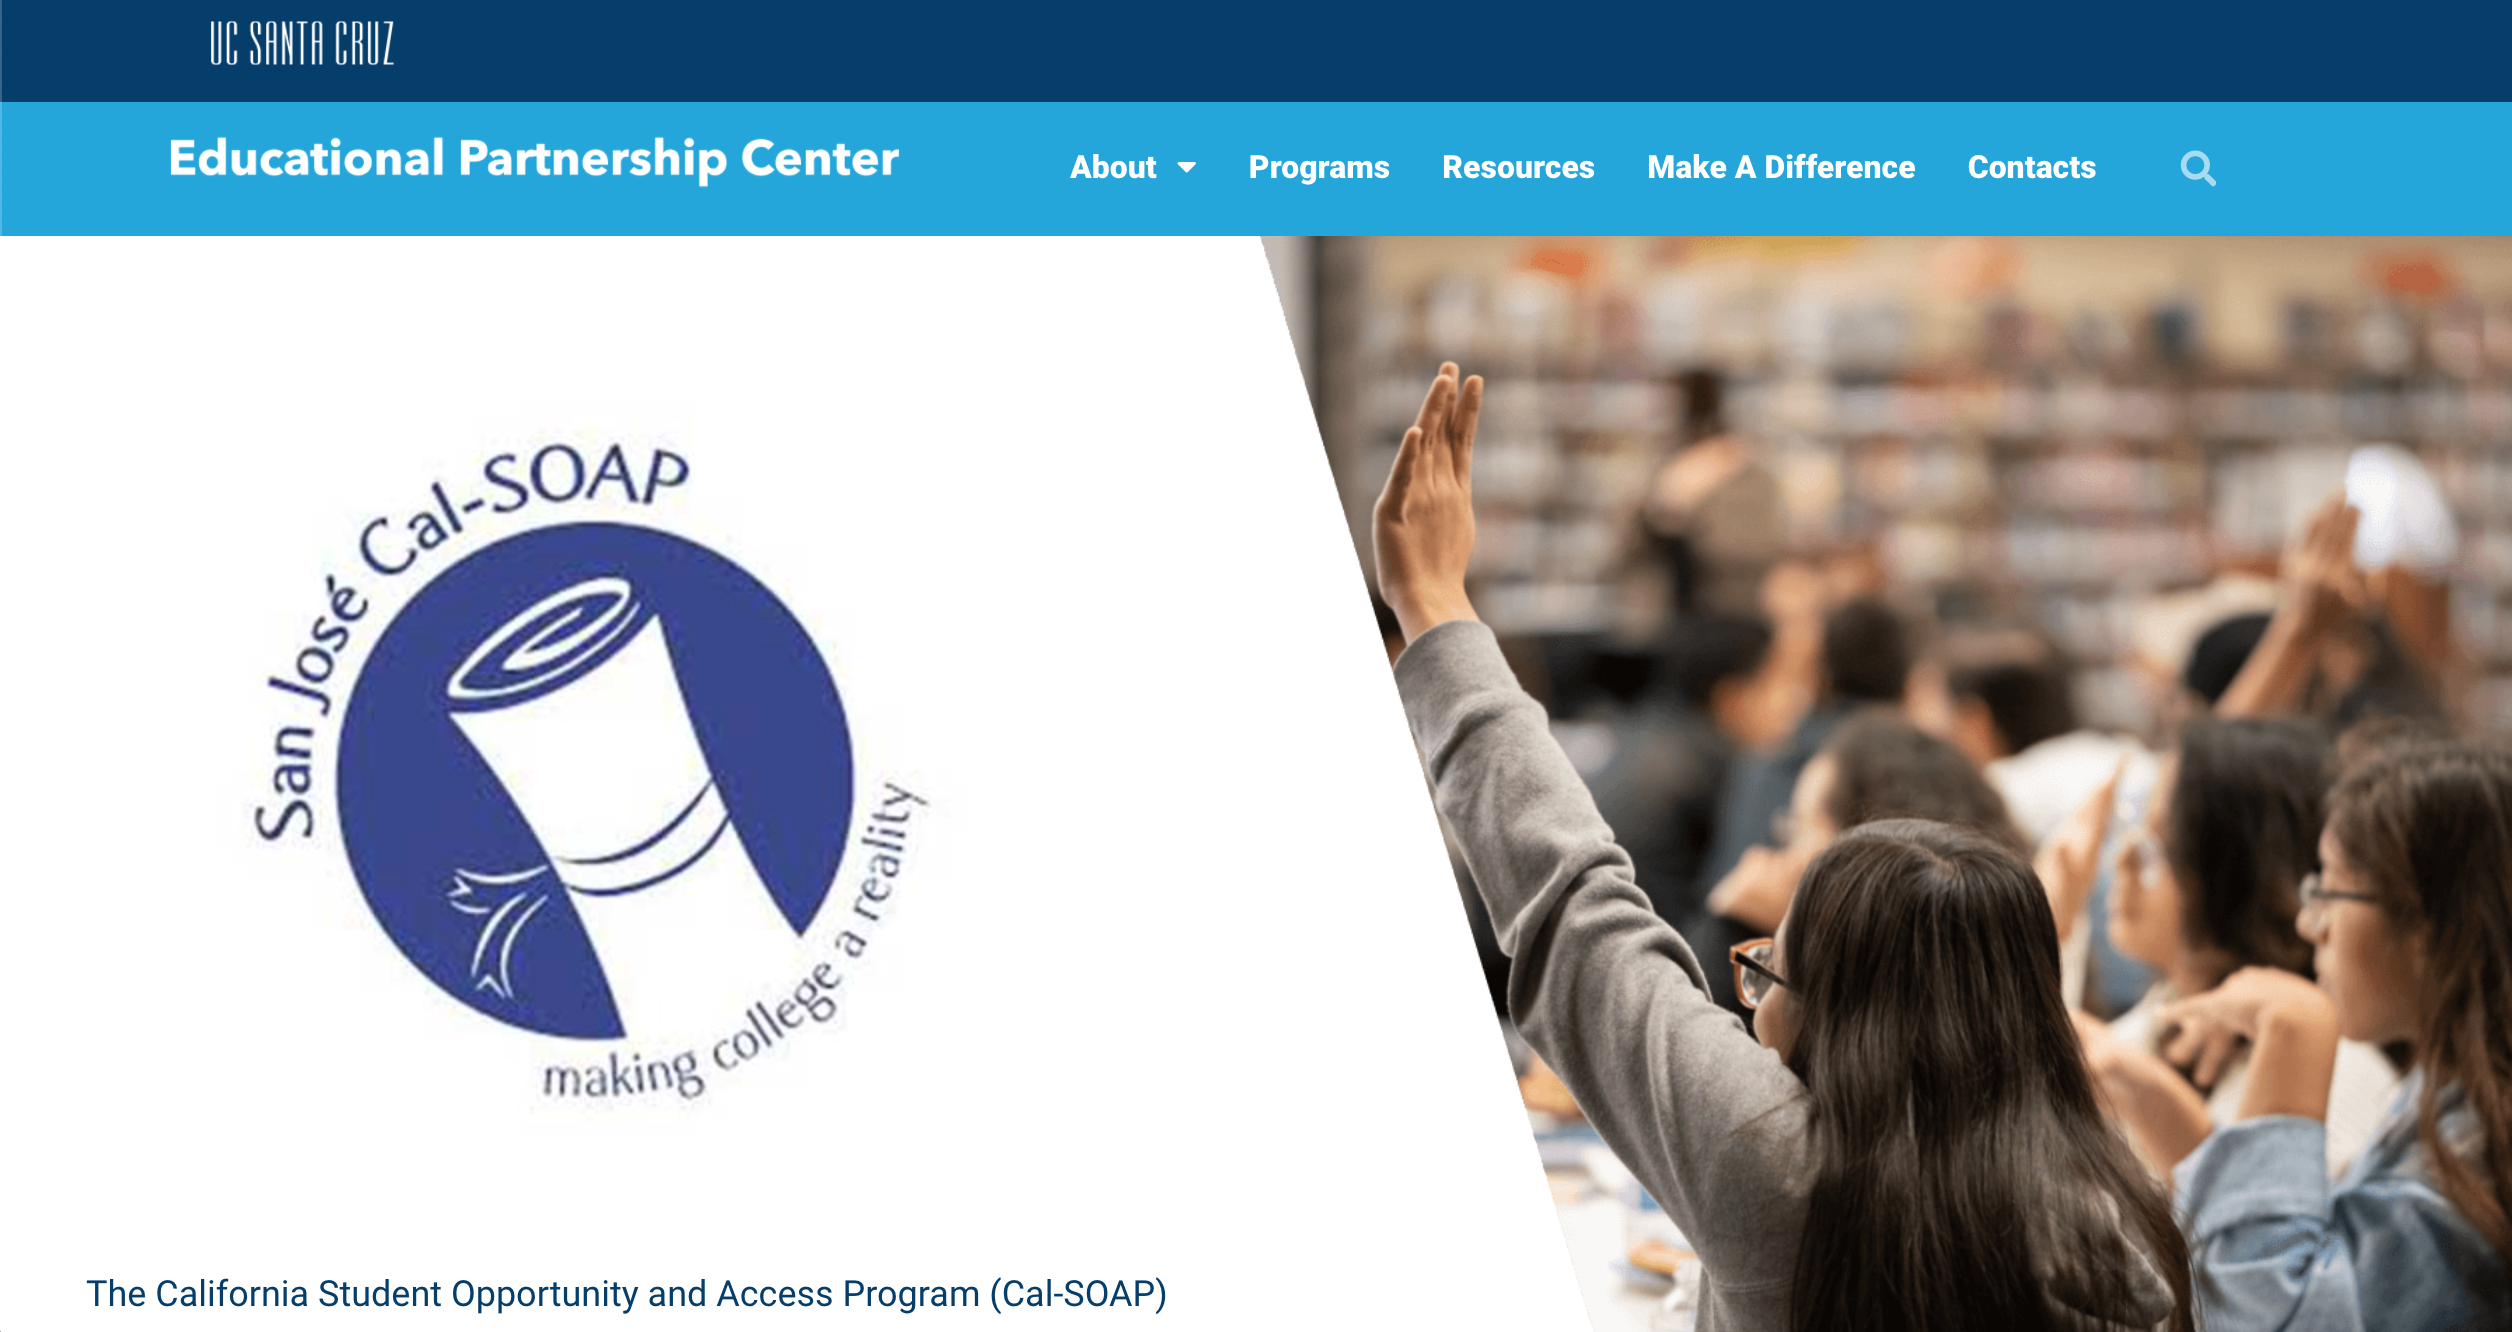 UC SANTA CRUZ
Educational Partnership Center
About
Programs
Resources
Make A Difference
Contacts
San José Cal-SOAP
making college a reality
The California Student Opportunity and Access Program (Cal-SOAP)